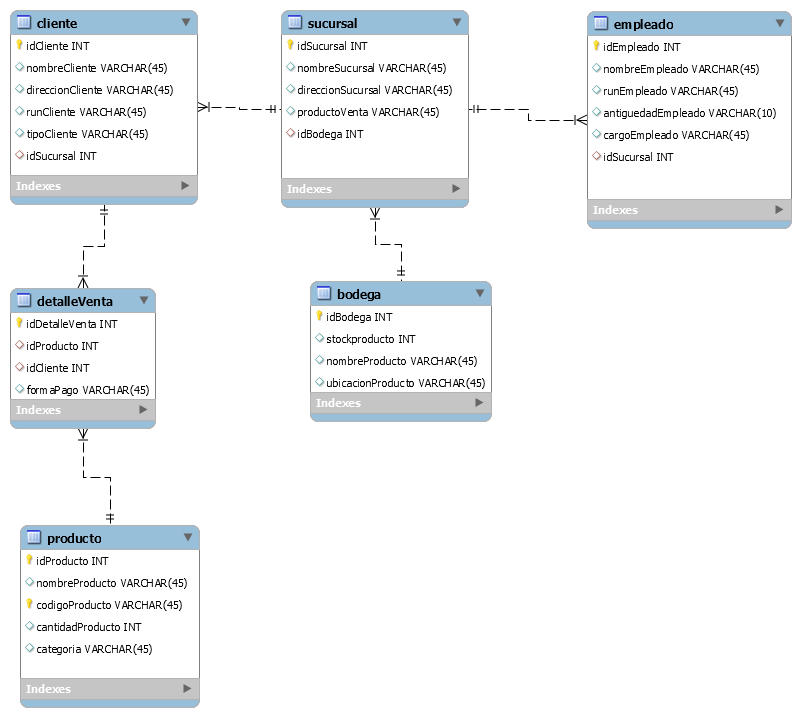 cliente
idCliente INT
nombreCliente VARCHAR(45)
direccionCliente VARCHAR(45)
runCliente VARCHAR(45)
tipoCliente VARCHAR(45)
idSucursal INT
Indexes
sucursal
idSucursal INT
nombreSucursal VARCHAR(45)
direccionSucursal VARCHAR(45)
productoVenta VARCHAR(45)
idBodega INT
Indexes
empleado
idEmpleado INT
nombreEmpleado VARCHAR(45)
runEmpleado VARCHAR(45)
antiguedadEmpleado VARCHAR(10)
cargoEmpleado VARCHAR(45)
idSucursal INT
Indexes
detalleVenta
idDetalleVenta INT
idProducto INT
idCliente INT
formaPago VARCHAR(45)
Indexes
bodega
idBodega INT
stockproducto INT
nombreProducto VARCHAR(45)
ubicacionProducto VARCHAR(45)
Indexes
producto
idProducto INT
nombreProducto VARCHAR(45)
codigoProducto VARCHAR(45)
cantidadProducto INT
categoria VARCHAR(45)
Indexes